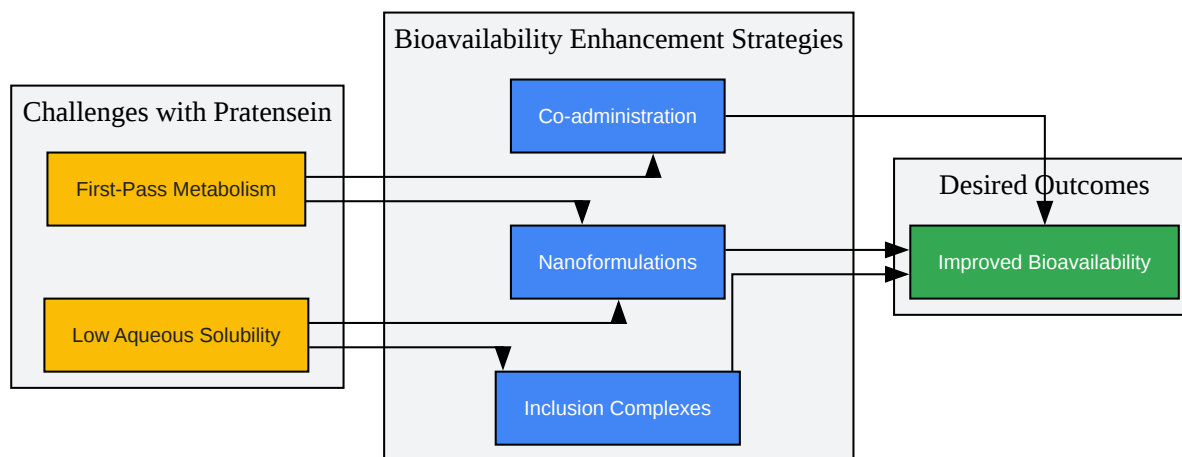 Challenges with Pratensein
First-Pass Metabolism
Low Aqueous Solubility
Bioavailability Enhancement Strategies
Co-administration
Nanoformulations
Inclusion Complexes
Desired Outcomes
Improved Bioavailability